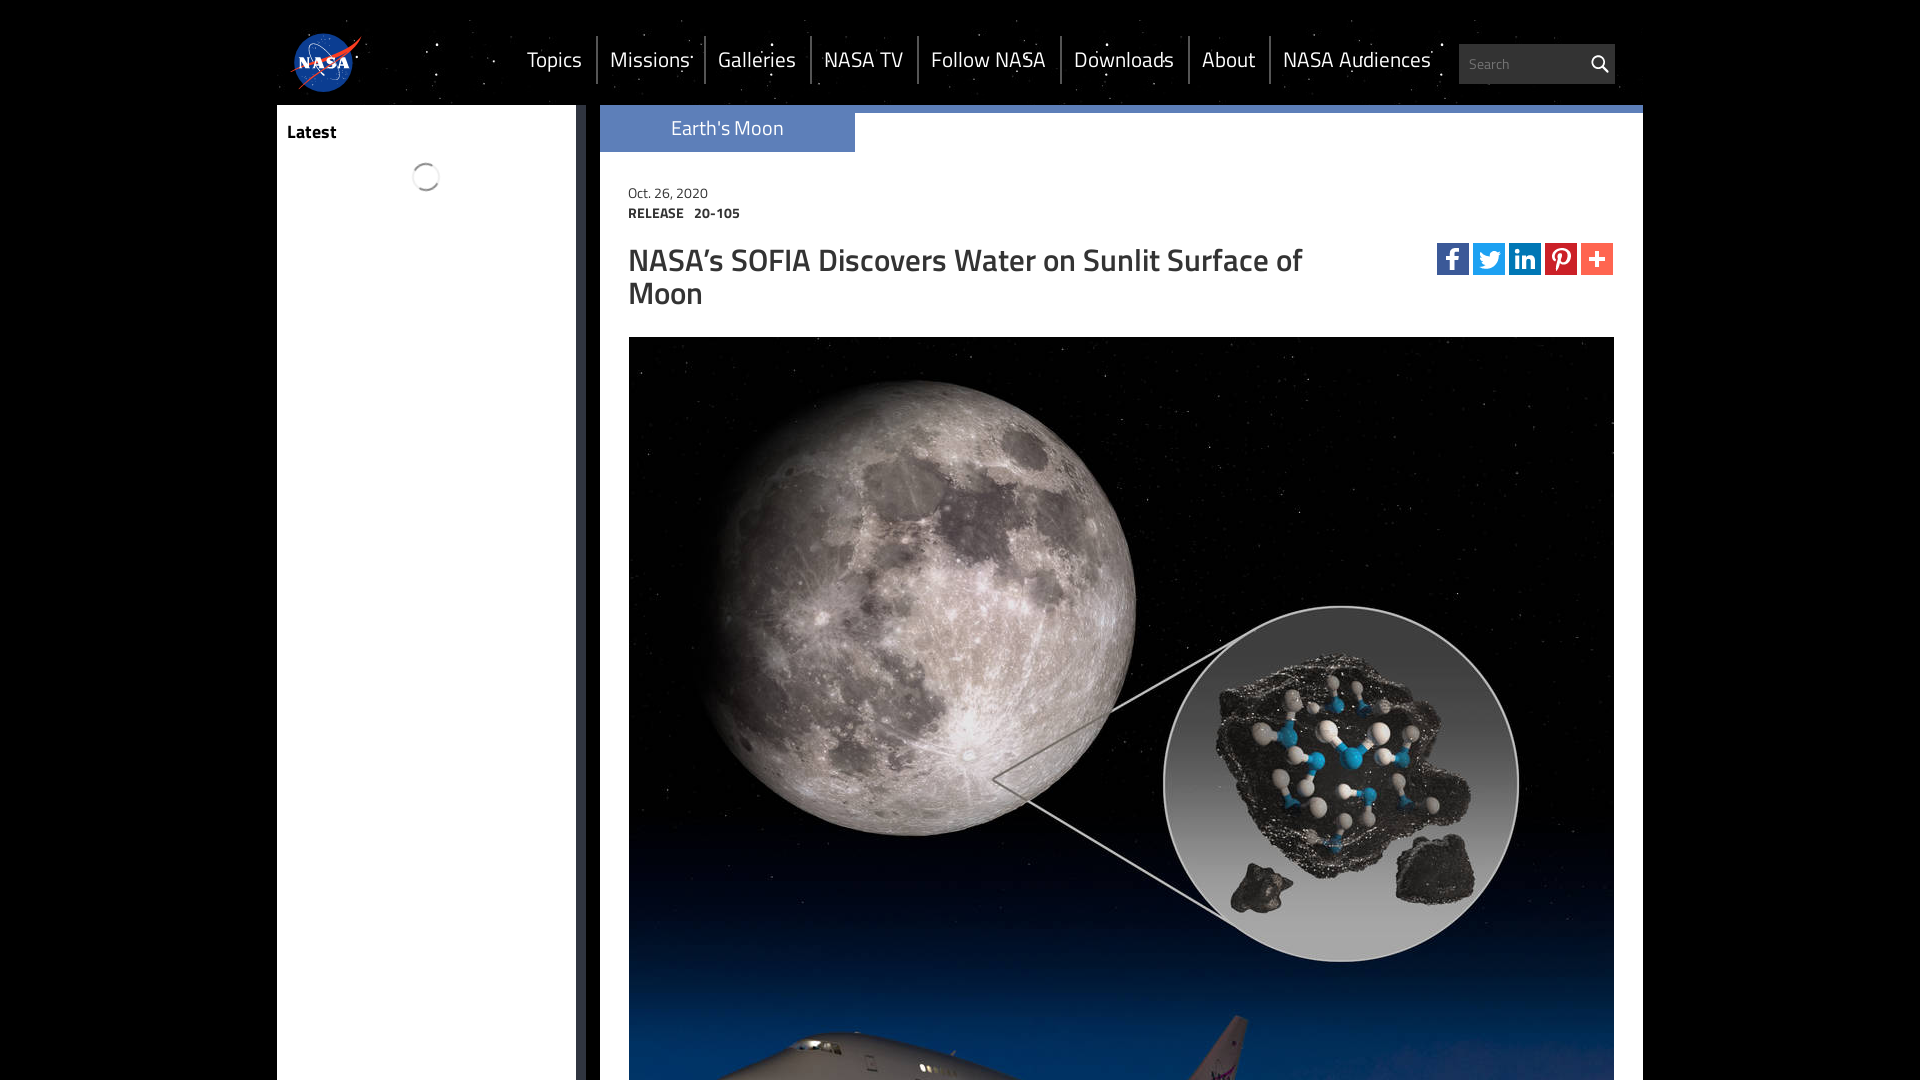 NASA
Topics
Missions
Galleries
NASA TV
Follow NASA
Downloads
About
NASA Audiences
Search
Latest
Earth's Moon
Oct. 26, 2020
RELEASE 20-105
NASA’s SOFIA Discovers Water on Sunlit Surface of
Moon